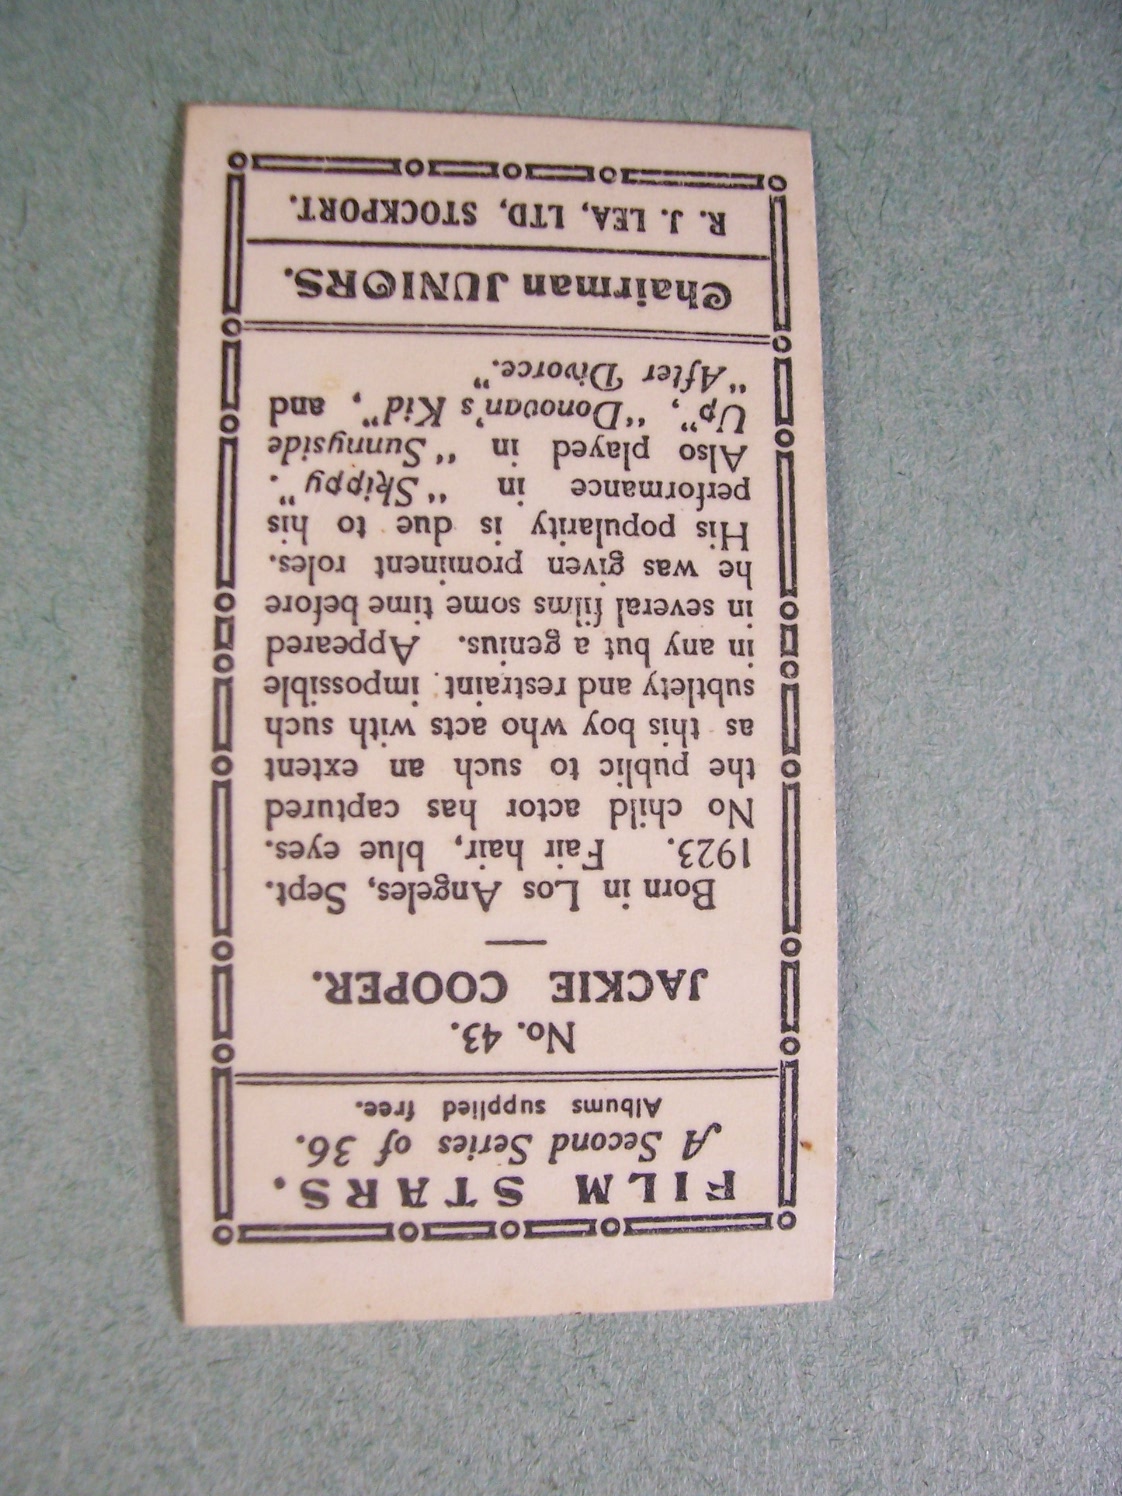 FILM STARS.
A Second Series of 36.
Albums supplied free.
No. 43.
JACKIE COOPER.
Born in Los Angeles, Sept.
1923. Fair hair, blue eyes.
No child actor has captured
the public to such an extent
as this boy who acts with such
subtlety and restraint impossible
in any but a genius. Appeared
in several films some time before
he was given prominent roles.
His popularity is due to his
performance in "Skippy".
Also played in "Sunnyside
Up", "Donovan's Kid", and
"After Divorce."
Chairman JUNIORS.
R. J. LEA, LTD, STOCKPORT.